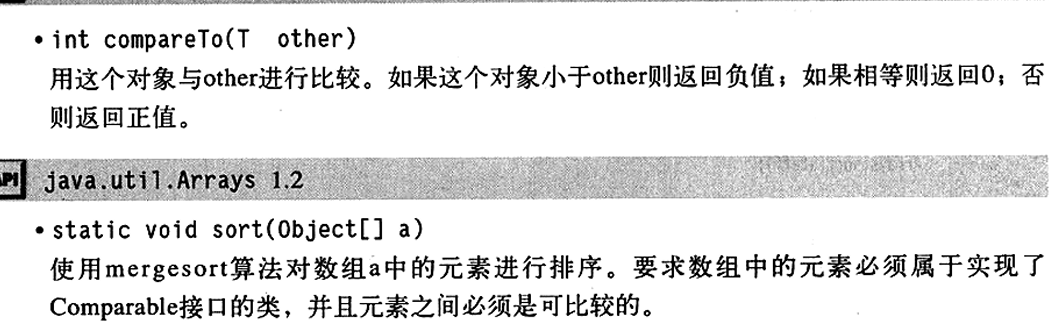 • int compareTo(T other)
用这个对象与other进行比较。如果这个对象小于other则返回负值；如果相等则返回0；否
则返回正值。
API java.util.Arrays 1.2
• static void sort(Object[] a)
使用mergesort算法对数组a中的元素进行排序。要求数组中的元素必须属于实现了
Comparable接口的类，并且元素之间必须是可比较的。